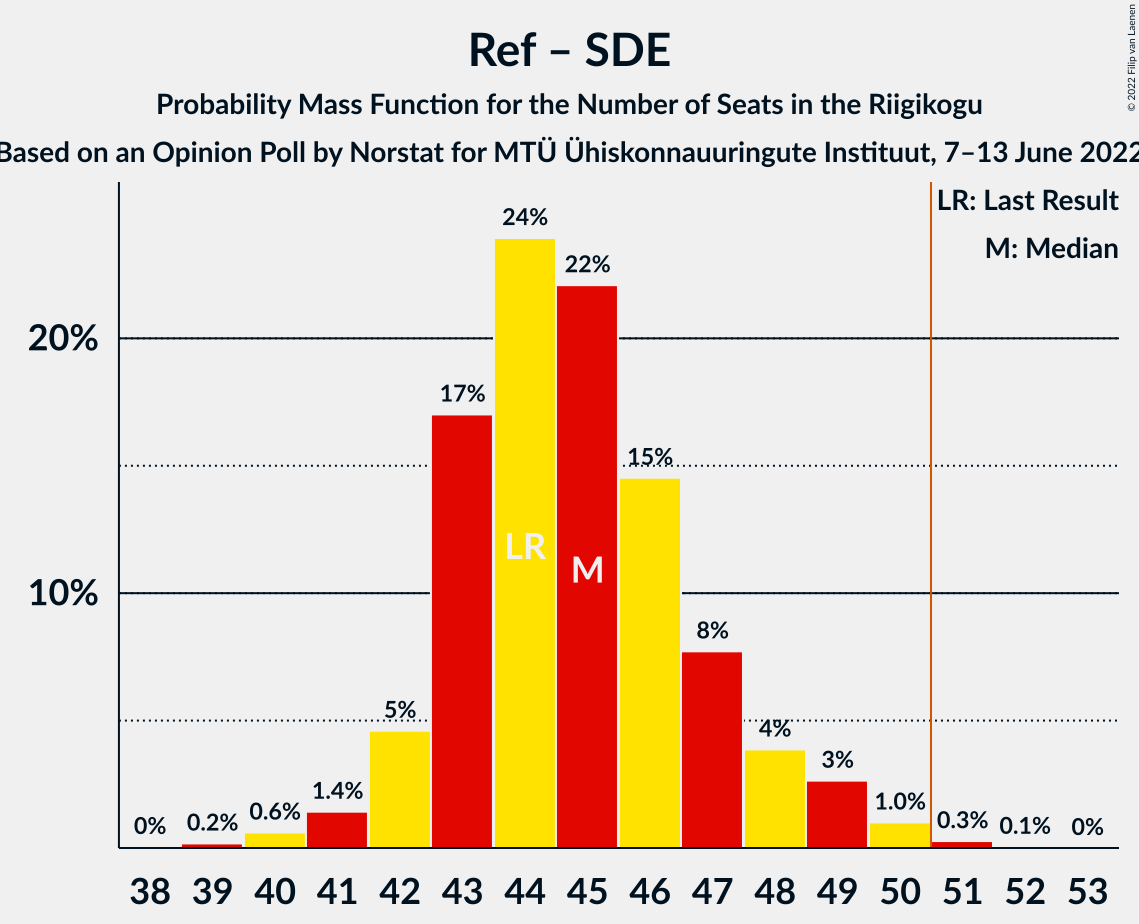 Ref – SDE
Probability Mass Function for the Number of Seats in the Riigikogu
Based on an Opinion Poll by Norstat for MTÜ Ühiskonnauuringute Instituut, 7–13 June 2022
© 2022 Filip van Laenen
LR: Last Result
M: Median
20%
10%
0%
0.2%
0.6%
1.4%
5%
17%
24%
22%
15%
8%
4%
3%
1.0%
0.3%
0.1%
0%
LR
M
38 39 40 41 42 43 44 45 46 47 48 49 50 51 52 53